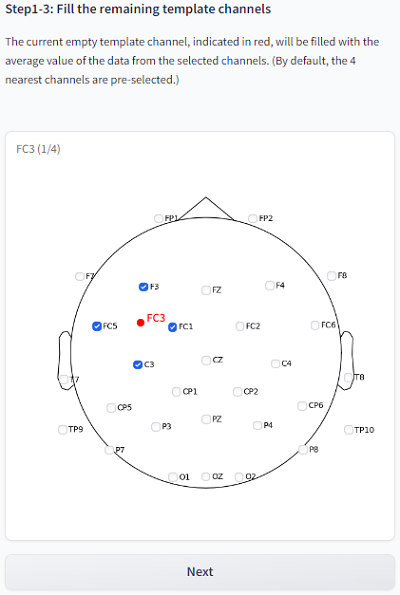 Step1-3: Fill the remaining template channels
The current empty template channel, indicated in red, will be filled with the
average value of the data from the selected channels. (By default, the 4
nearest channels are pre-selected.)
FC3 (1/4)
FP1 FP2
F7 F8
F3 FZ F4
FC5 FC3 FC1 FC2 FC6
C3 CZ C4
T7 T8
CP1 CP2
CP5 CP6
TP9 P3 PZ P4 TP10
P7 P8
O1 OZ O2
Next